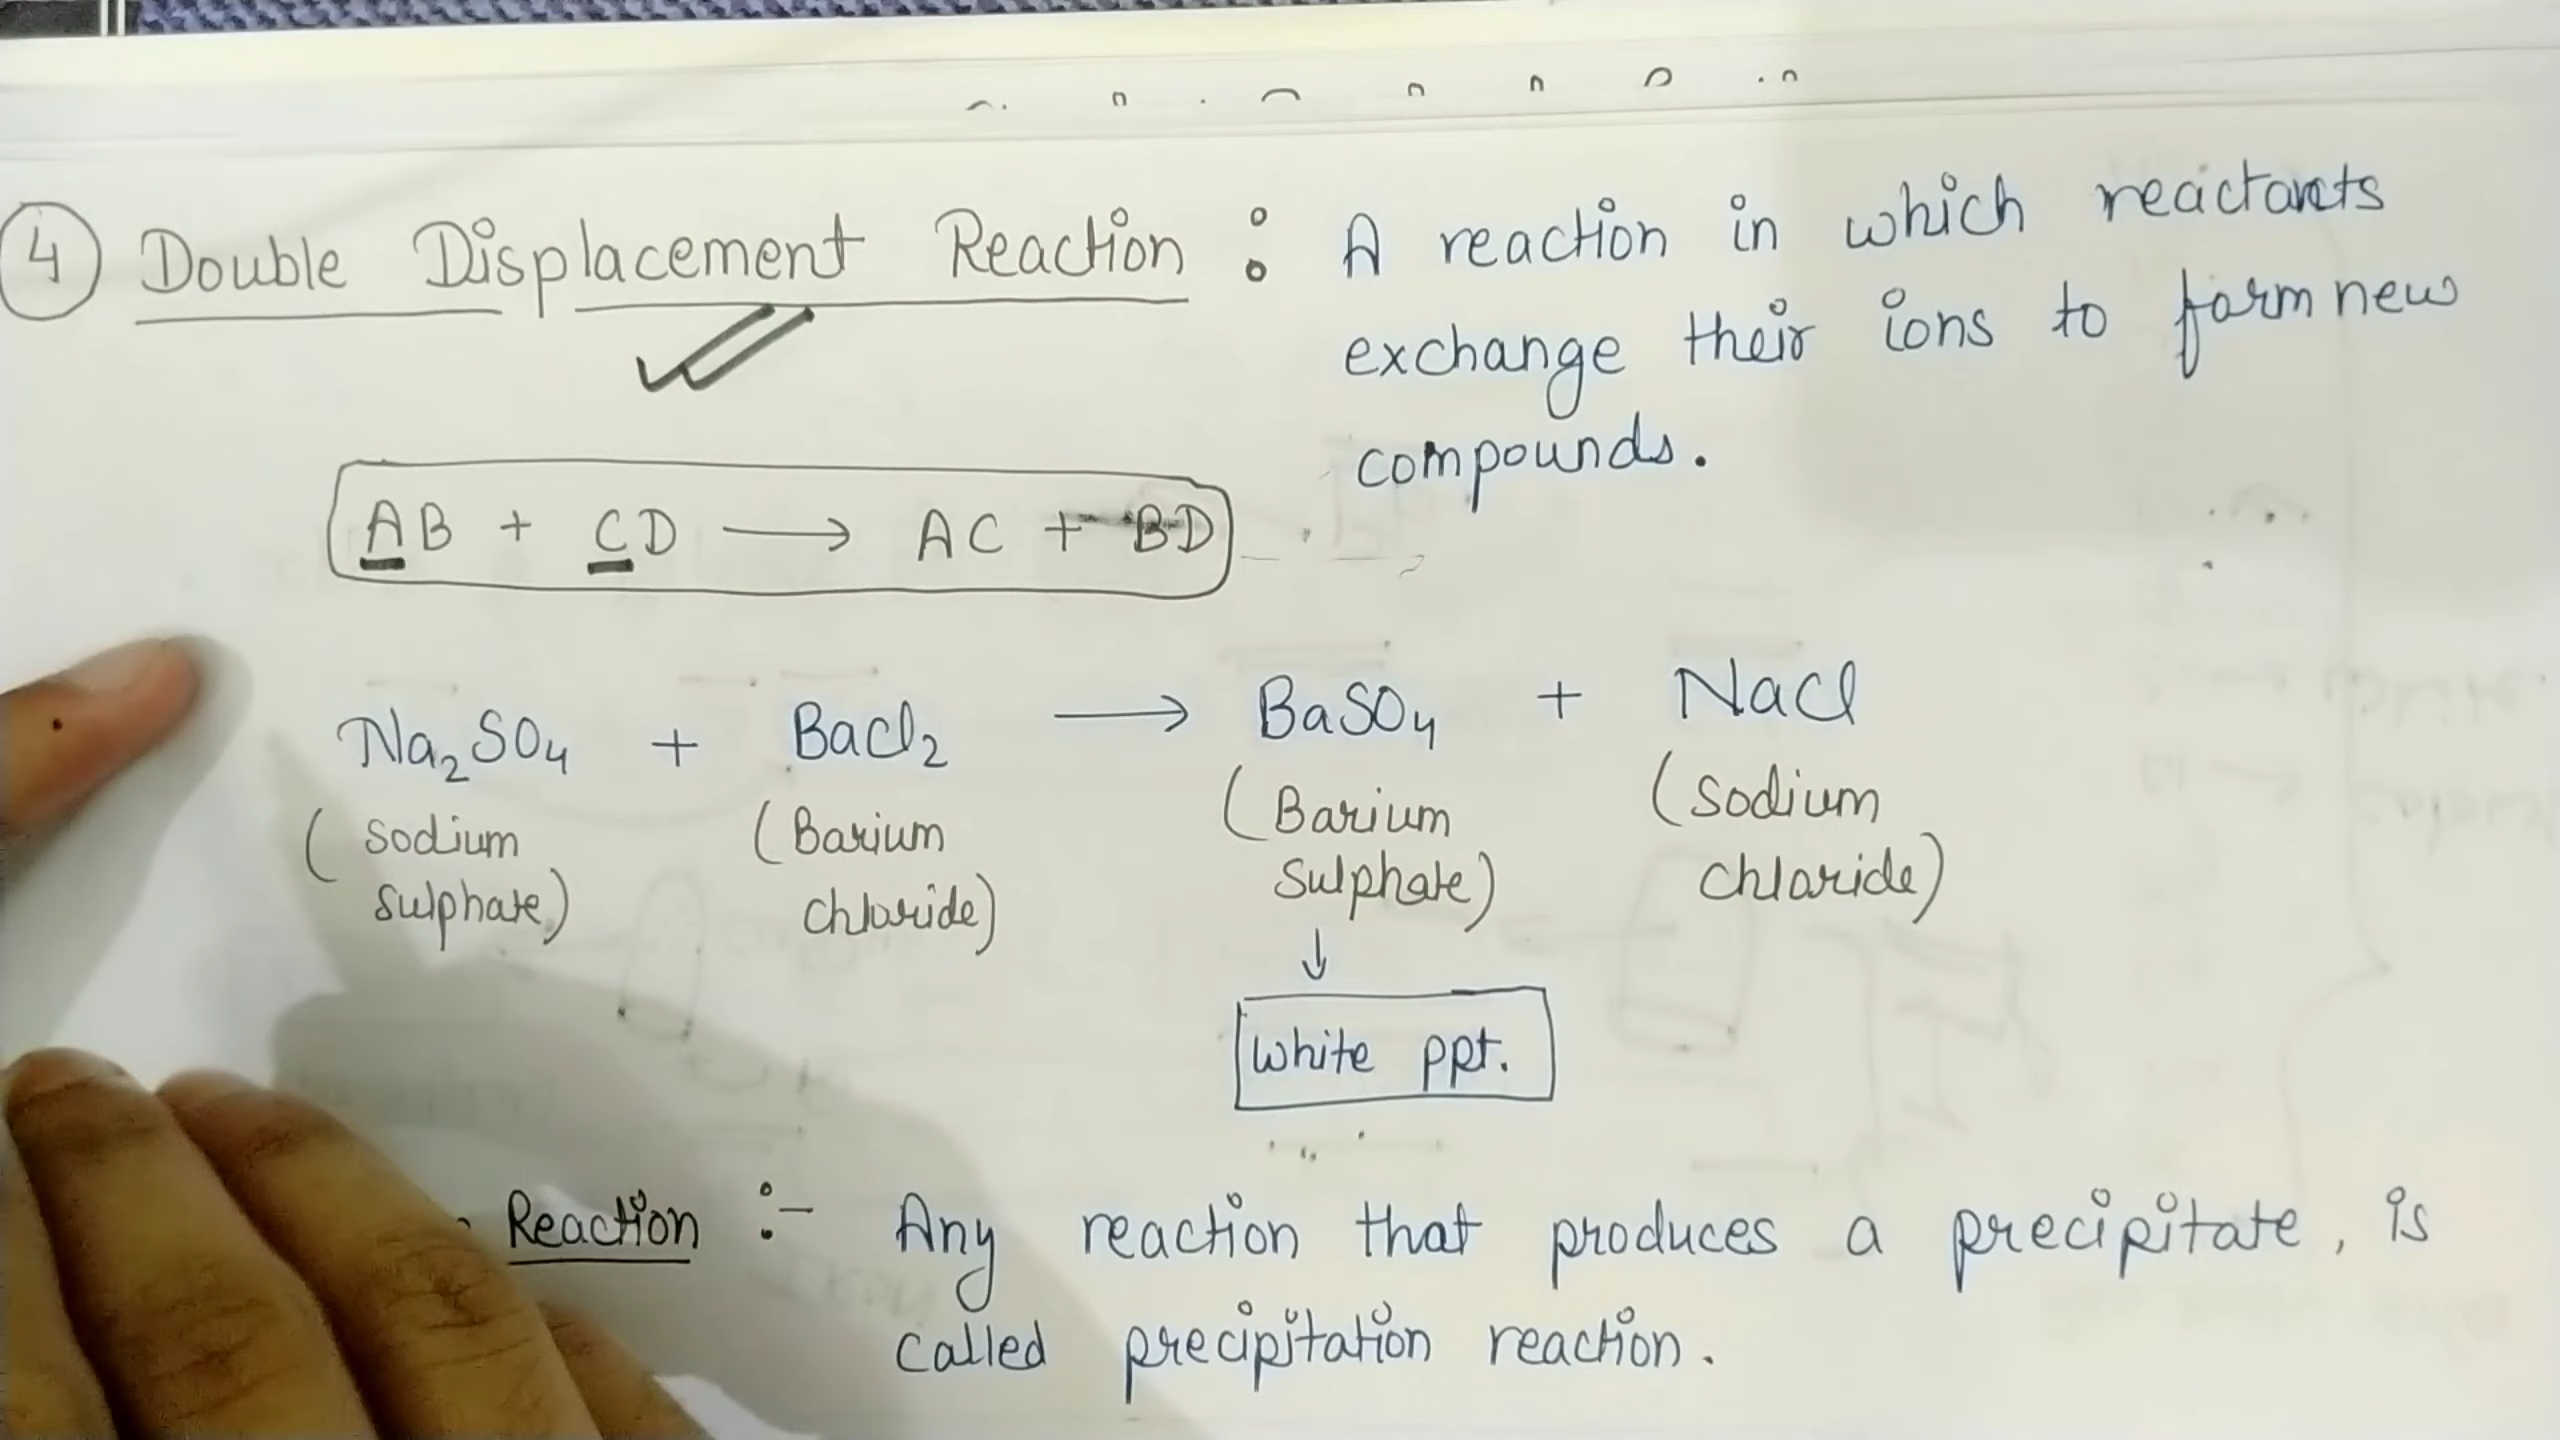 4 Double Displacement Reaction : A reaction in which reactants
exchange their ions to form new
compounds.
AB + CD ⟶ AC + BD
Na₂SO₄ + BaCl₂ ⟶ BaSO₄ + NaCl
(Sodium sulphate) (Barium chloride) (Barium sulphate) (Sodium chloride)
↓
white ppt.
Reaction :- Any reaction that produces a precipitate, is
called precipitation reaction.